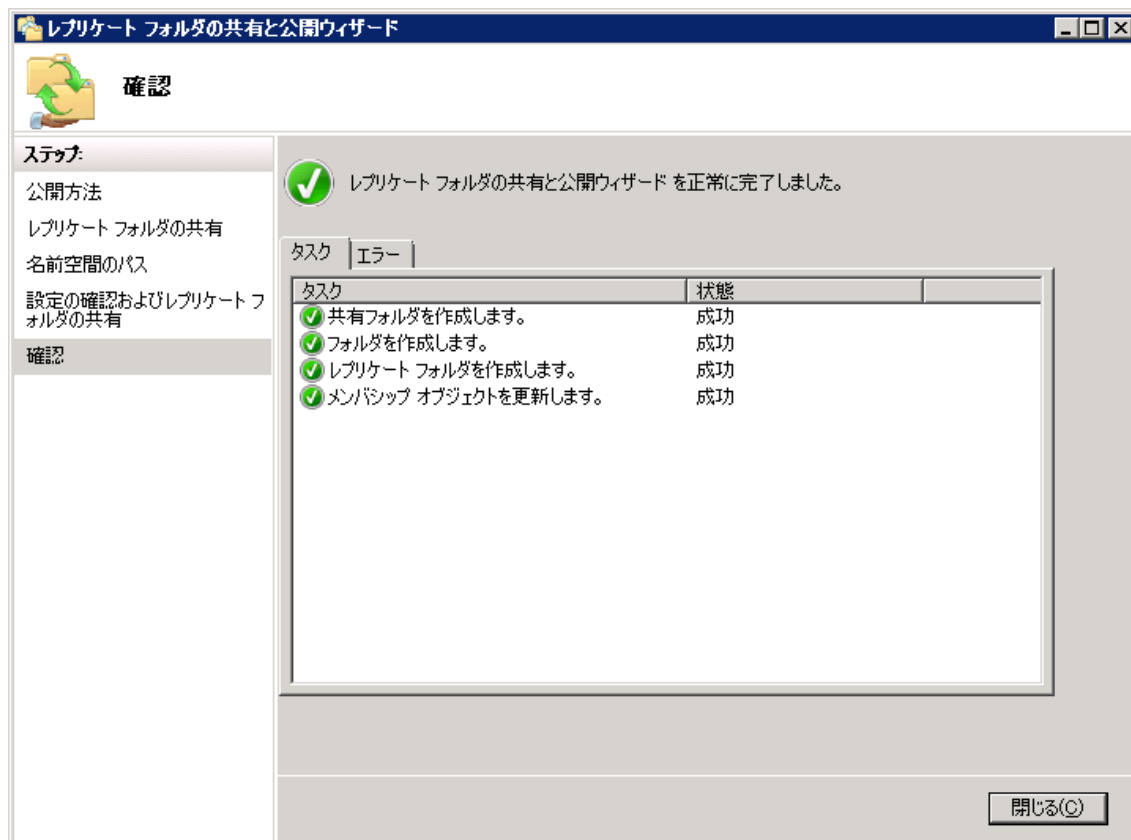 レプリケート フォルダの共有と公開ウィザード
確認
ステップ:
公開方法
レプリケート フォルダの共有
名前空間のパス
設定の確認およびレプリケート フ
ォルダの共有
確認
レプリケート フォルダの共有と公開ウィザード を正常に完了しました。
タスク エラー
タスク 状態
共有フォルダを作成します。 成功
フォルダを作成します。 成功
レプリケート フォルダを作成します。 成功
メンバシップ オブジェクトを更新します。 成功
閉じる(C)